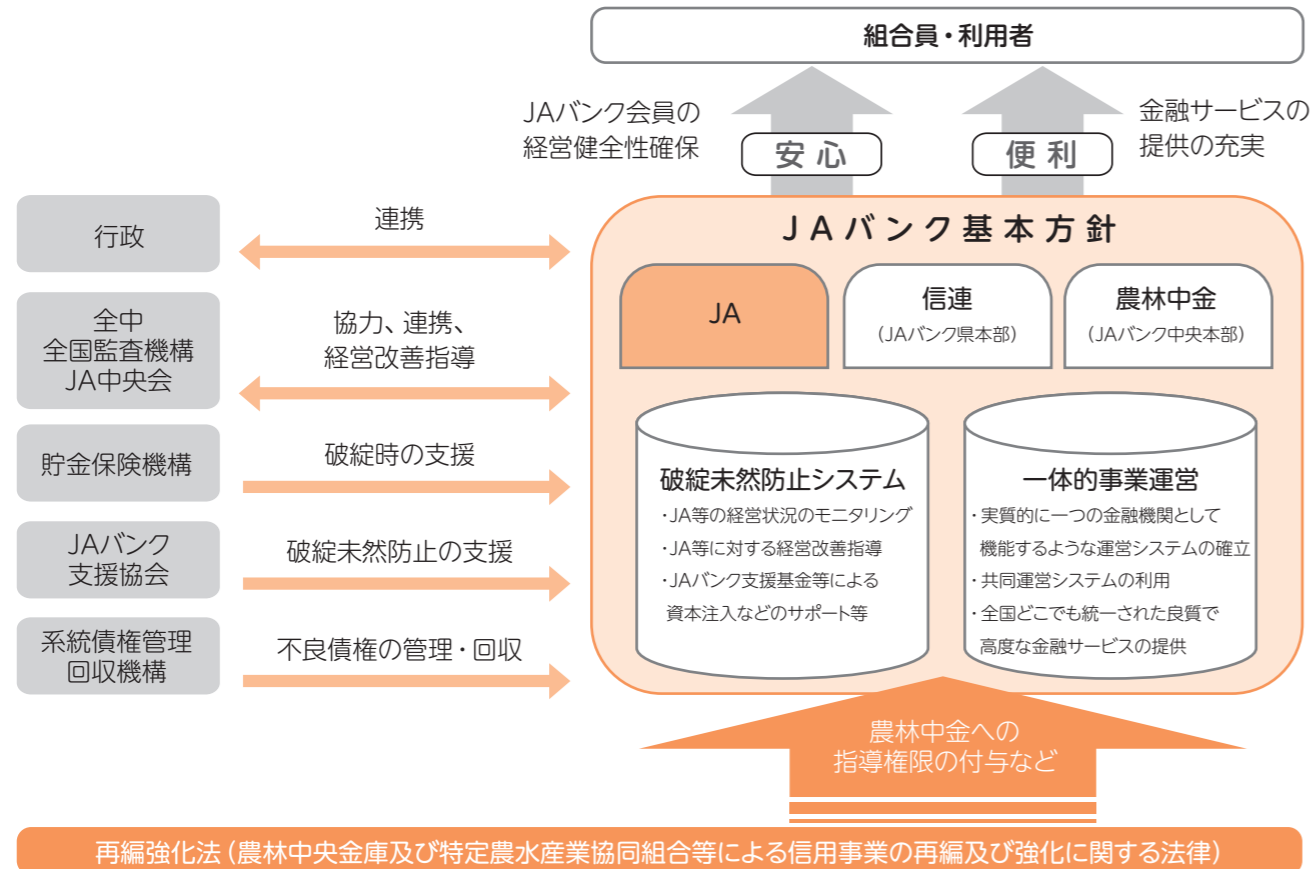 組合員・利用者
JAバンク会員の
経営健全性確保
安心
便利
金融サービスの
提供の充実
行政
連携
全中
全国監査機構
JA中央会
協力、連携、
経営改善指導
貯金保険機構
破綻時の支援
JAバンク
支援協会
破綻未然防止の支援
系統債権管理
回収機構
不良債権の管理・回収
JAバンク基本方針
JA
信連
(JAバンク県本部)
農林中金
(JAバンク中央本部)
破綻未然防止システム
・JA等の経営状況のモニタリング
・JA等に対する経営改善指導
・JAバンク支援基金等による
資本注入などのサポート等
一体的事業運営
・実質的に一つの金融機関として
機能するような運営システムの確立
・共同運営システムの利用
・全国どこでも統一された良質で
高度な金融サービスの提供
農林中金への
指導権限の付与など
再編強化法(農林中央金庫及び特定農水産業協同組合等による信用事業の再編及び強化に関する法律)